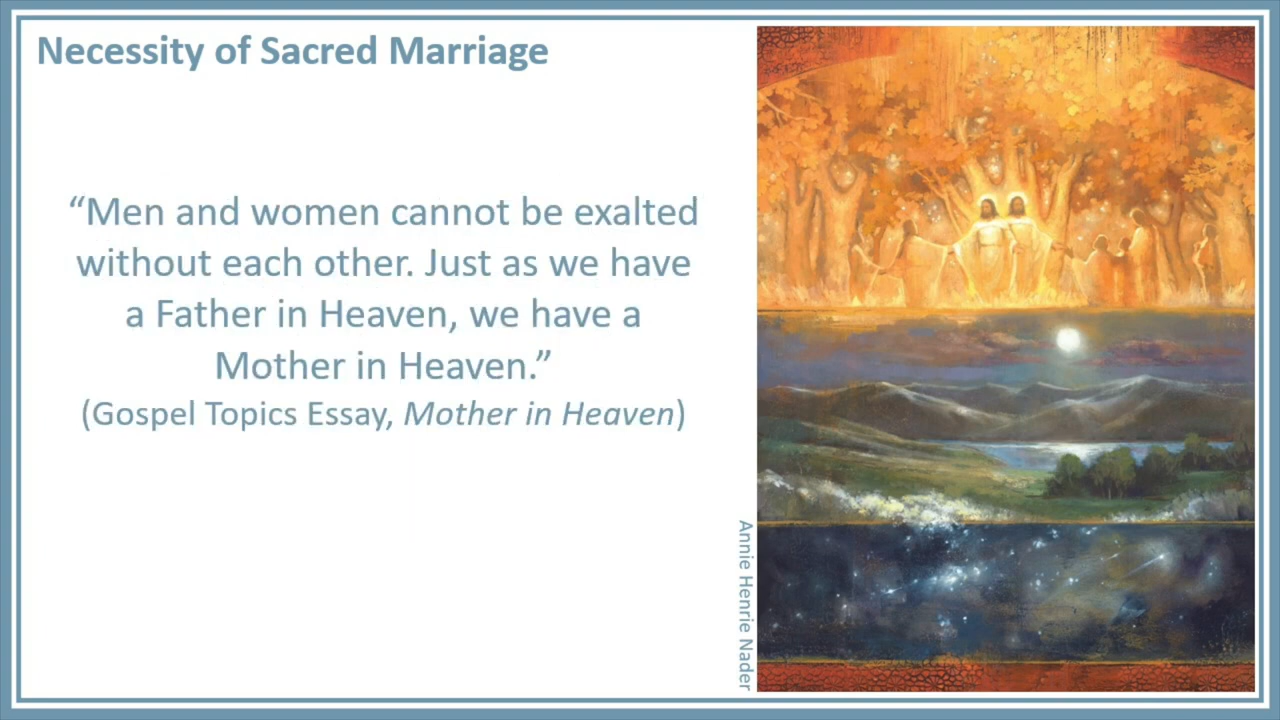 Necessity of Sacred Marriage
“Men and women cannot be exalted
without each other. Just as we have
a Father in Heaven, we have a
Mother in Heaven.”
(Gospel Topics Essay, Mother in Heaven)
Annie Henrie Nader